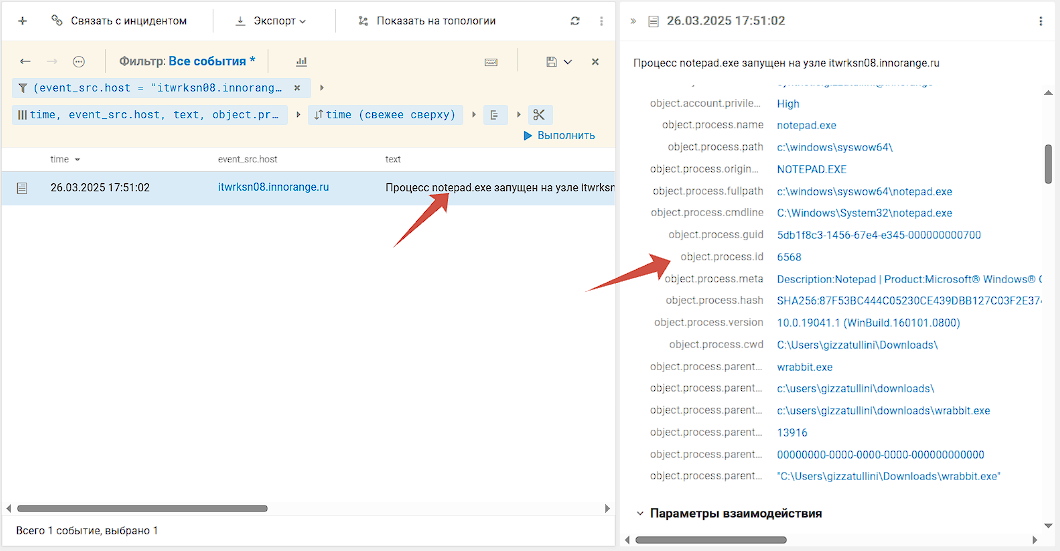 Связать с инцидентом
Экспорт
Показать на топологии
Фильтр: Все события *
(event_src.host = "itwrksn08.innorang…
time, event_src.host, text, object.pr…
time (свежее сверху)
Выполнить
time
event_src.host
text
26.03.2025 17:51:02
itwrksn08.innorange.ru
Процесс notepad.exe запущен на узле itwrksn
Всего 1 событие, выбрано 1
26.03.2025 17:51:02
Процесс notepad.exe запущен на узле itwrksn08.innorange.ru
object.account.privile… High
object.process.name notepad.exe
object.process.path c:\windows\syswow64\
object.process.origin… NOTEPAD.EXE
object.process.fullpath c:\windows\syswow64\notepad.exe
object.process.cmdline C:\Windows\System32\notepad.exe
object.process.guid 5db1f8c3-1456-67e4-e345-000000000700
object.process.id 6568
object.process.meta Description:Notepad | Product:Microsoft® Windows®
object.process.hash SHA256:87F53BC444C05230CE439DBB127C03F2E374
object.process.version 10.0.19041.1 (WinBuild.160101.0800)
object.process.cwd C:\Users\gizzatullini\Downloads\
object.process.parent… wrabbit.exe
object.process.parent… c:\users\gizzatullini\downloads\
object.process.parent… c:\users\gizzatullini\downloads\wrabbit.exe
object.process.parent… 13916
object.process.parent… 00000000-0000-0000-0000-000000000000
object.process.parent… "C:\Users\gizzatullini\Downloads\wrabbit.exe"
Параметры взаимодействия